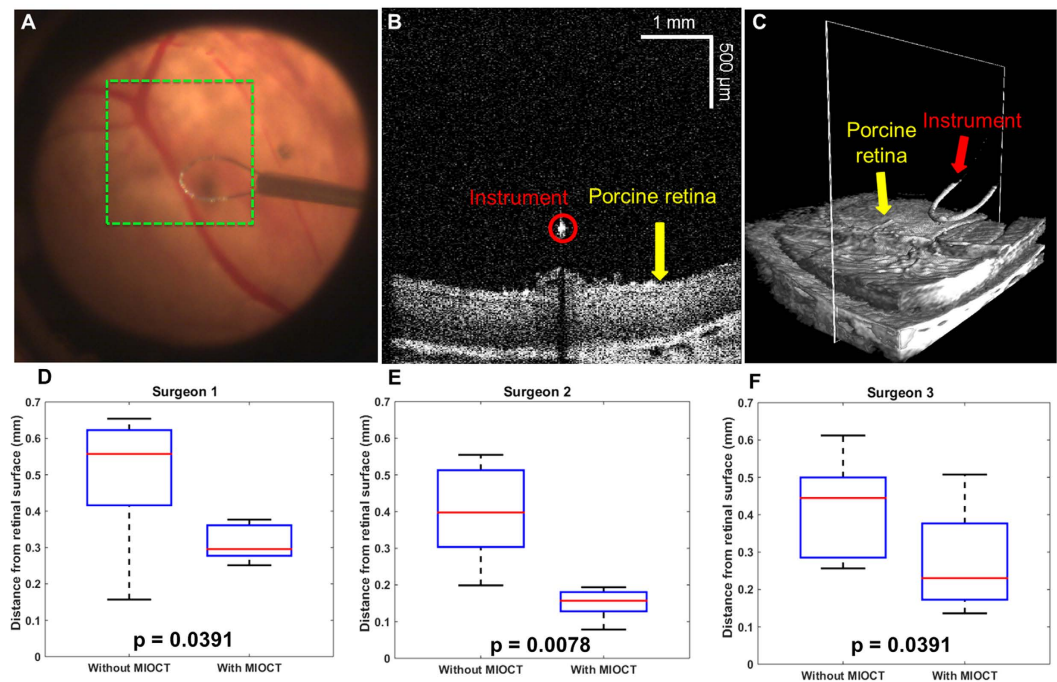 A
B
C
1 mm
500 µm
Instrument
Porcine retina
Porcine
retina
Instrument
D
E
F
Surgeon 1
Surgeon 2
Surgeon 3
Distance from retinal surface (mm)
0.7
0.6
0.5
0.4
0.3
0.2
0.1
0
p = 0.0391
Without MIOCT
With MIOCT
Distance from retinal surface (mm)
0.7
0.6
0.5
0.4
0.3
0.2
0.1
0
p = 0.0078
Without MIOCT
With MIOCT
Distance from retinal surface (mm)
0.7
0.6
0.5
0.4
0.3
0.2
0.1
0
p = 0.0391
Without MIOCT
With MIOCT